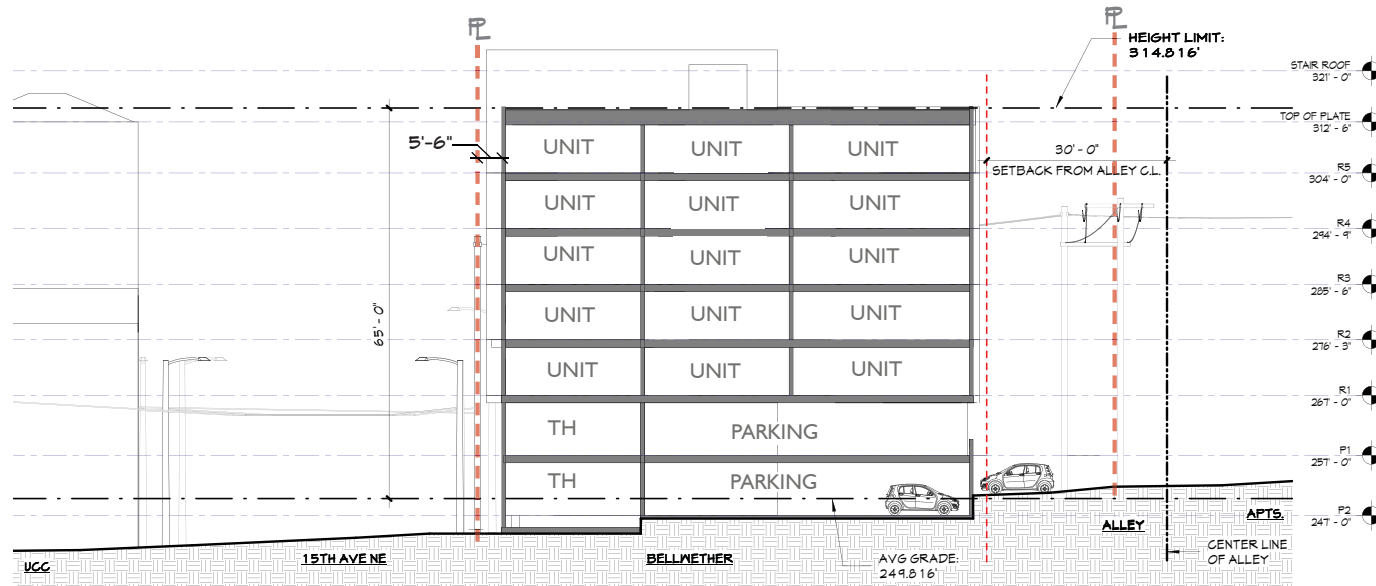 PL
PL
HEIGHT LIMIT:
314.816'
STAIR ROOF
321' - 0"
TOP OF PLATE
312' - 6"
5'-6"
UNIT UNIT UNIT
30' - 0"
SETBACK FROM ALLEY C.L.
R5
304' - 0"
UNIT UNIT UNIT
R4
294' - 9"
UNIT UNIT UNIT
R3
285' - 6"
65' - 0"
UNIT UNIT UNIT
R2
276' - 3"
UNIT UNIT UNIT
R1
267' - 0"
TH PARKING
P1
257' - 0"
TH PARKING
P2
247' - 0"
ALLEY
APTS.
UCC
15TH AVE NE
BELLWETHER
AVG GRADE:
249.816'
CENTER LINE
OF ALLEY